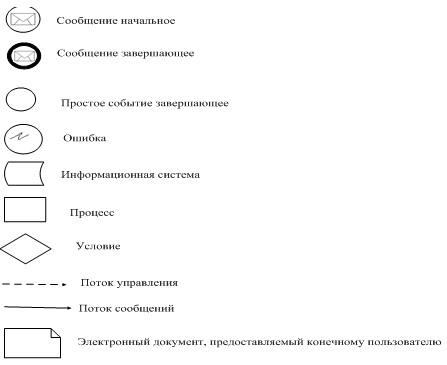 Сообщение начальное
Сообщение завершающее
Простое событие завершающее
Ошибка
Информационная система
Процесс
Условие
Поток управления
Поток сообщений
Электронный документ, предоставляемый конечному пользователю